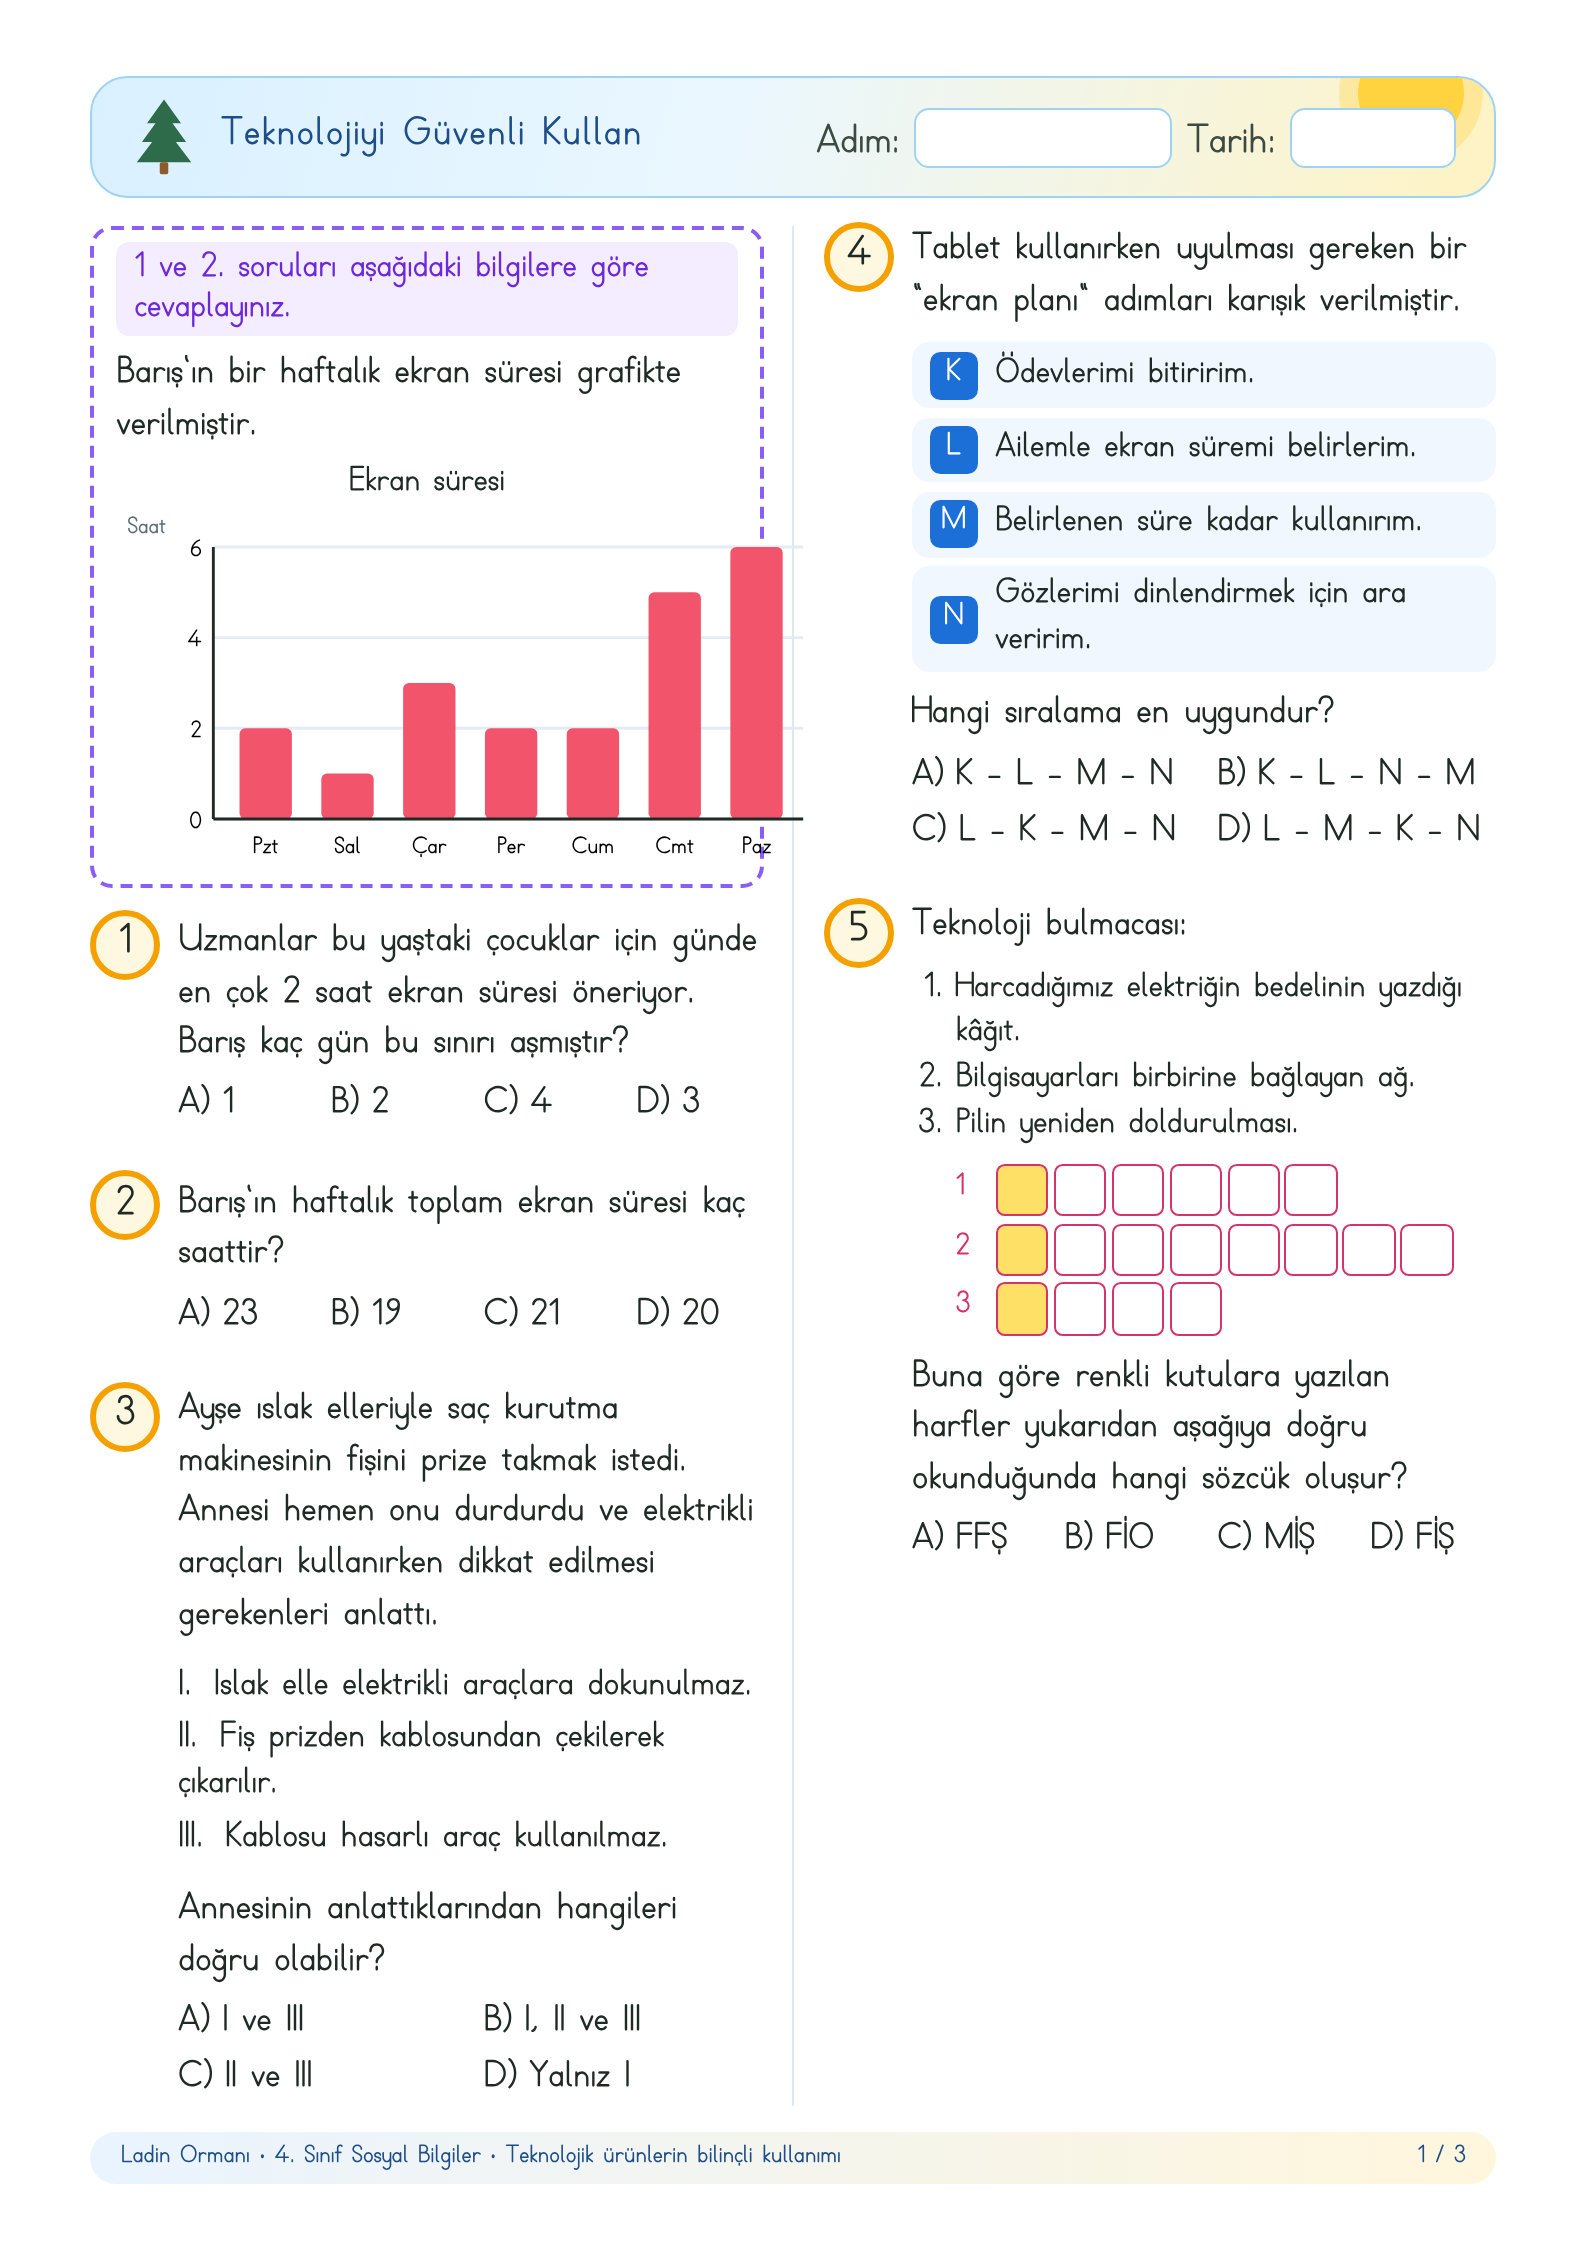 Teknolojiyi Güvenli Kullan
Adım:
Tarih:
1 ve 2. soruları aşağıdaki bilgilere göre
cevaplayınız.
Barış'ın bir haftalık ekran süresi grafikte
verilmiştir.
Ekran süresi
Saat
6
4
2
0
Pzt Sal Çar Per Cum Cmt Paz
1
Uzmanlar bu yaştaki çocuklar için günde
en çok 2 saat ekran süresi öneriyor.
Barış kaç gün bu sınırı aşmıştır?
A) 1 B) 2 C) 4 D) 3
2
Barış'ın haftalık toplam ekran süresi kaç
saattir?
A) 23 B) 19 C) 21 D) 20
3
Ayşe ıslak elleriyle saç kurutma
makinesinin fişini prize takmak istedi.
Annesi hemen onu durdurdu ve elektrikli
araçları kullanırken dikkat edilmesi
gerekenleri anlattı.
I. Islak elle elektrikli araçlara dokunulmaz.
II. Fiş prizden kablosundan çekilerek
çıkarılır.
III. Kablosu hasarlı araç kullanılmaz.
Annesinin anlattıklarından hangileri
doğru olabilir?
A) I ve III B) I, II ve III
C) II ve III D) Yalnız I
4
Tablet kullanırken uyulması gereken bir
"ekran planı" adımları karışık verilmiştir.
K Ödevlerimi bitiririm.
L Ailemle ekran süremi belirlerim.
M Belirlenen süre kadar kullanırım.
N Gözlerimi dinlendirmek için ara
veririm.
Hangi sıralama en uygundur?
A) K - L - M - N B) K - L - N - M
C) L - K - M - N D) L - M - K - N
5
Teknoloji bulmacası:
1. Harcadığımız elektriğin bedelinin yazdığı
kâğıt.
2. Bilgisayarları birbirine bağlayan ağ.
3. Pilin yeniden doldurulması.
1
2
3
Buna göre renkli kutulara yazılan
harfler yukarıdan aşağıya doğru
okunduğunda hangi sözcük oluşur?
A) FFŞ B) FİO C) MİŞ D) FİŞ
Ladin Ormanı • 4. Sınıf Sosyal Bilgiler • Teknolojik ürünlerin bilinçli kullanımı
1 / 3